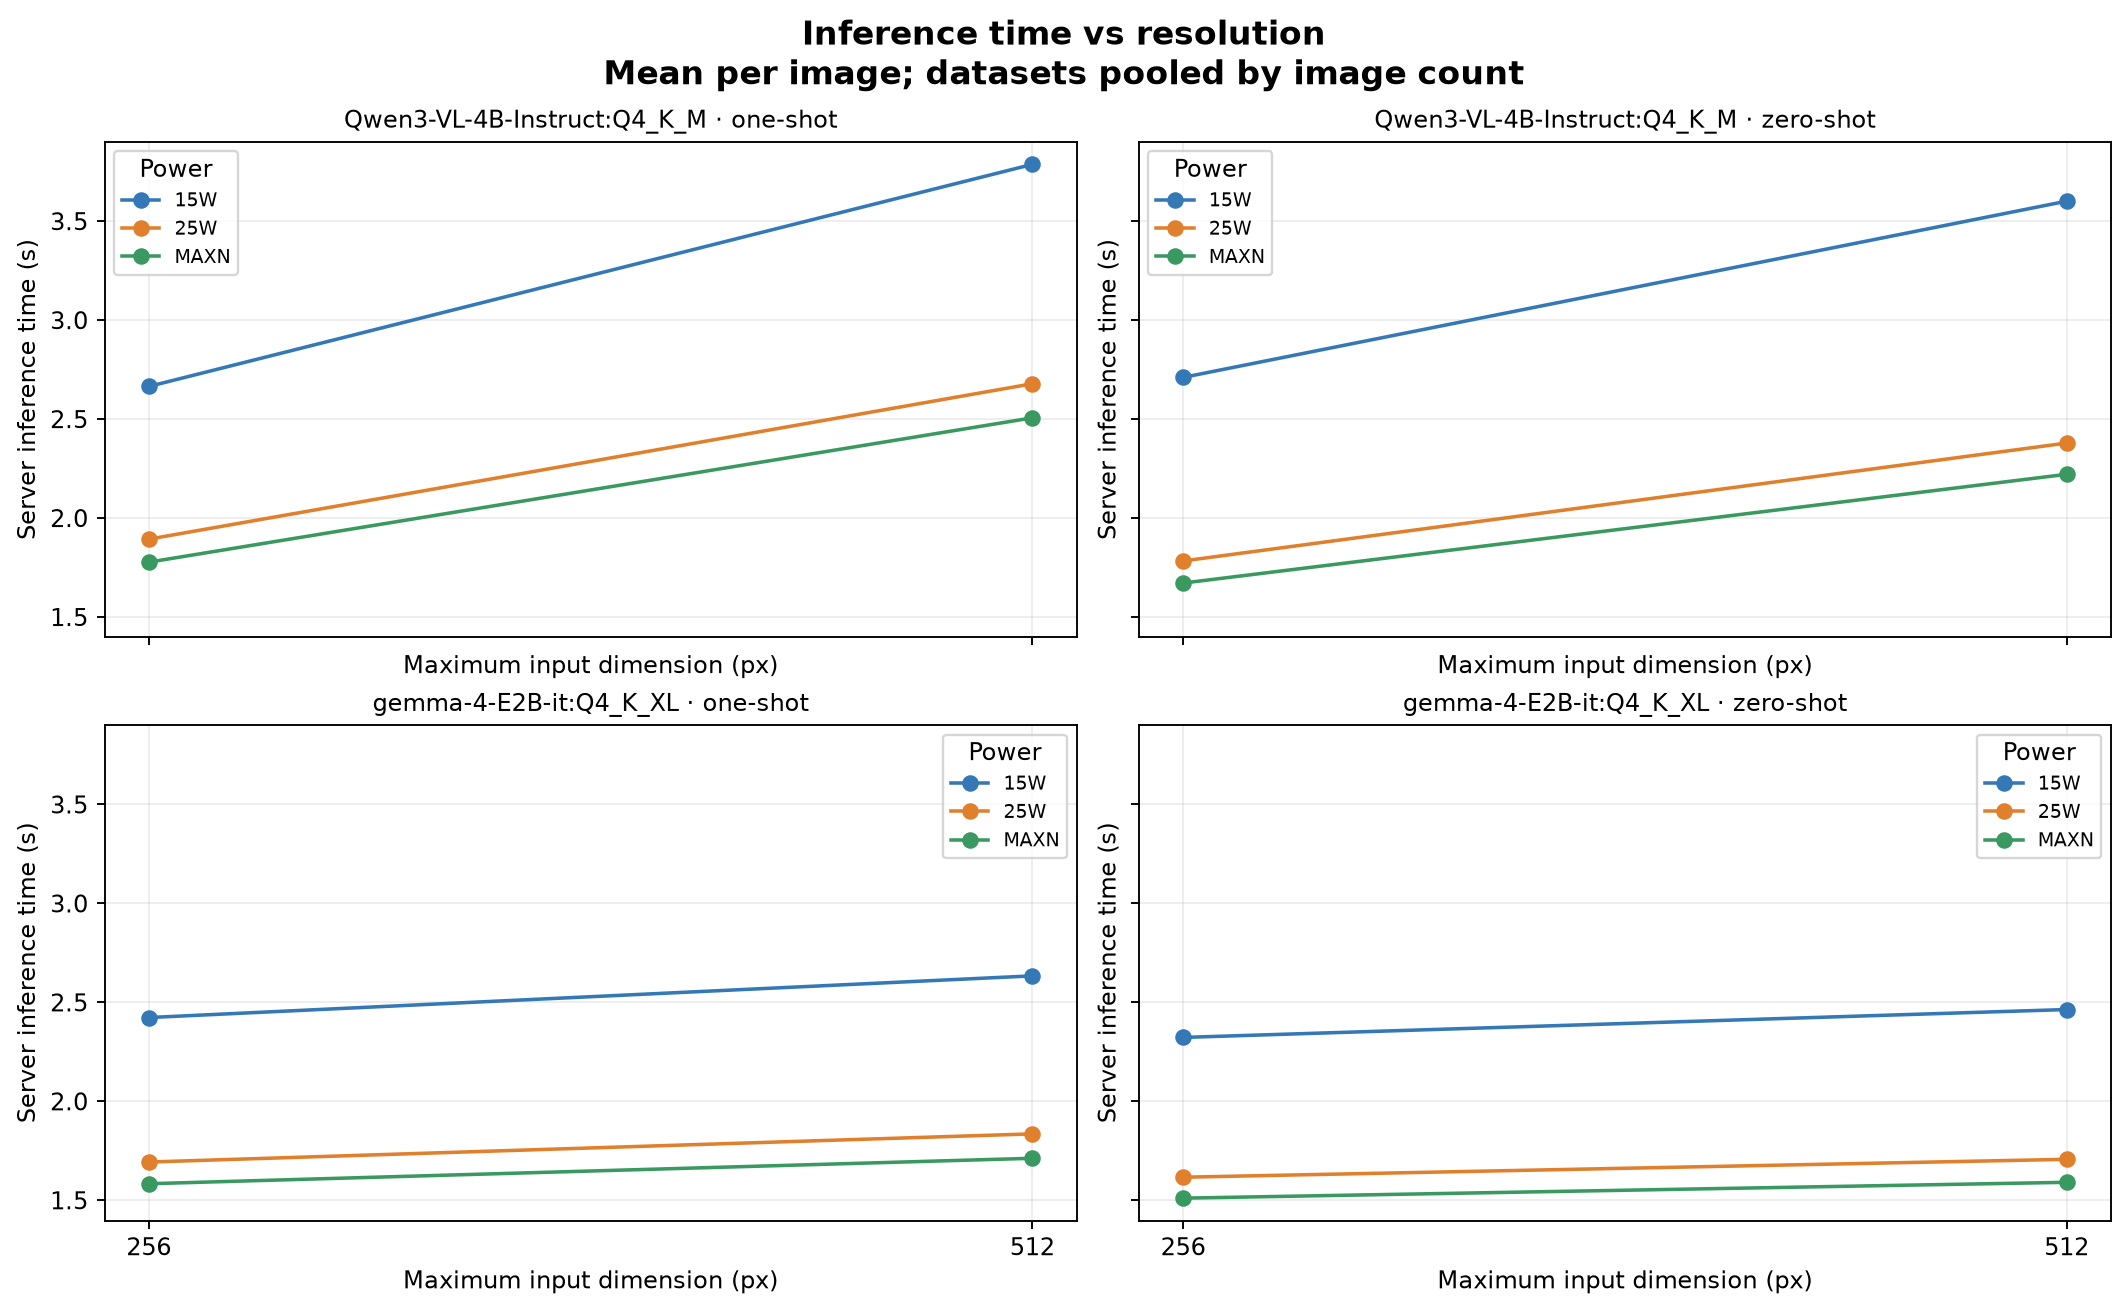 Inference time vs resolution
Mean per image; datasets pooled by image count
Qwen3-VL-4B-Instruct:Q4_K_M · one-shot
Power
15W
25W
MAXN
3.5
3.0
2.5
2.0
1.5
Server inference time (s)
Maximum input dimension (px)
Qwen3-VL-4B-Instruct:Q4_K_M · zero-shot
Power
15W
25W
MAXN
Server inference time (s)
Maximum input dimension (px)
gemma-4-E2B-it:Q4_K_XL · one-shot
Power
15W
25W
MAXN
3.5
3.0
2.5
2.0
1.5
Server inference time (s)
256 512
Maximum input dimension (px)
gemma-4-E2B-it:Q4_K_XL · zero-shot
Power
15W
25W
MAXN
Server inference time (s)
256 512
Maximum input dimension (px)